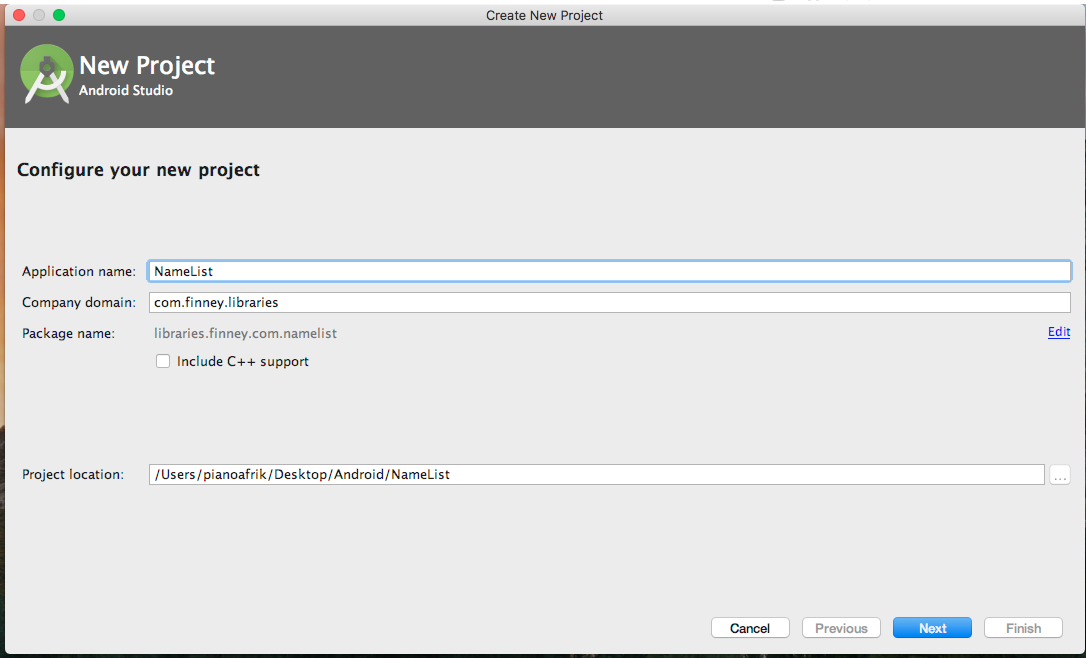 Create New Project
New Project
Android Studio
Configure your new project
Application name: NameList
Company domain: com.finney.libraries
Package name: libraries.finney.com.namelist Edit
Include C++ support
Project location: /Users/pianoafrik/Desktop/Android/NameList ...
Cancel Previous Next Finish